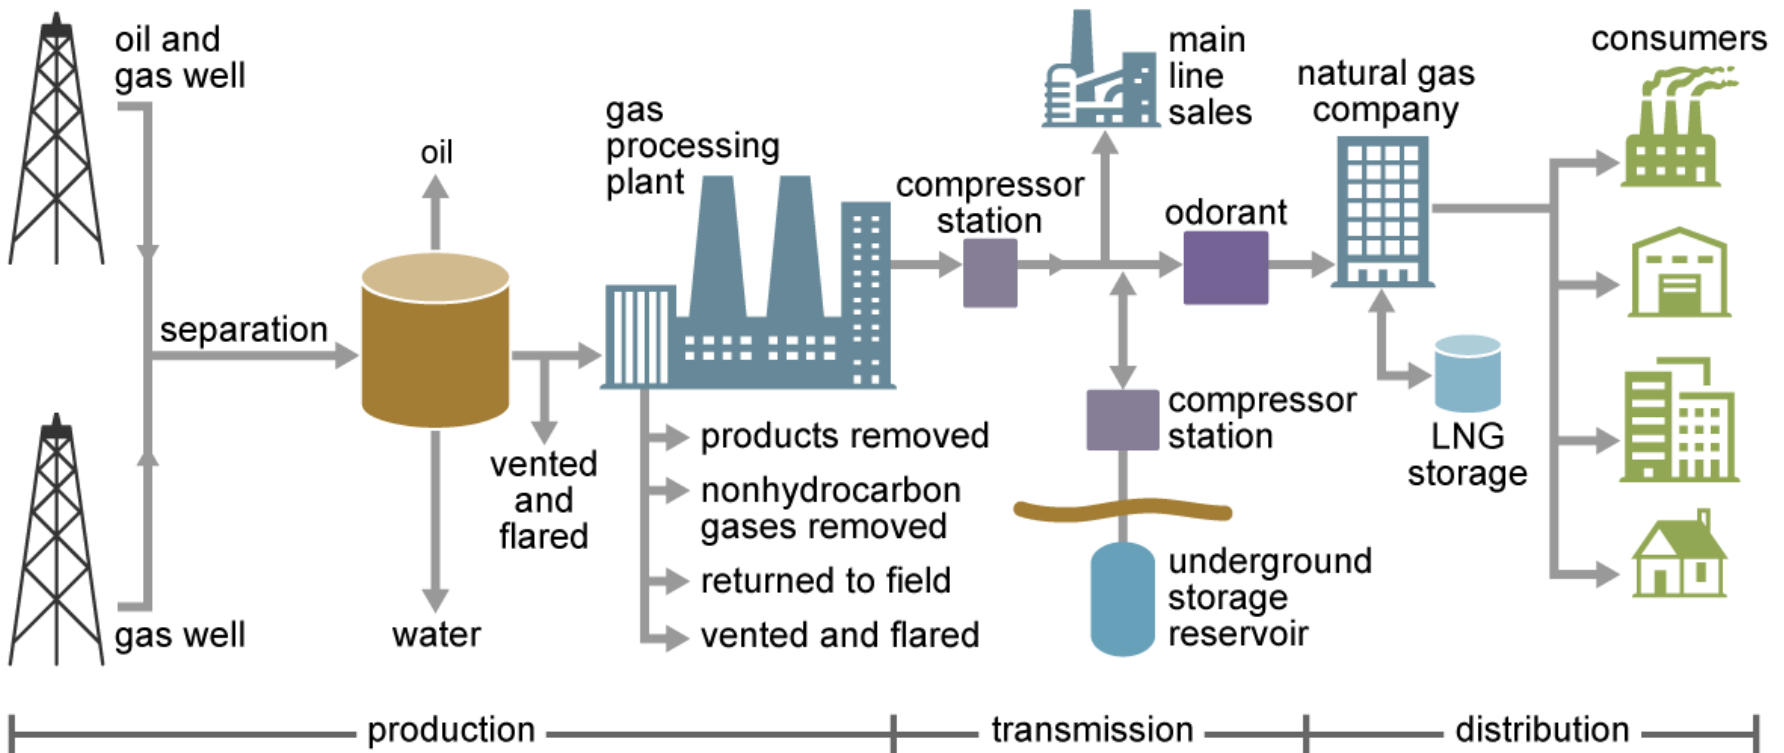 oil and
gas well
oil
separation
water
gas well
vented
and
flared
gas
processing
plant
products removed
nonhydrocarbon
gases removed
returned to field
vented and flared
compressor
station
main
line
sales
odorant
compressor
station
underground
storage
reservoir
natural gas
company
LNG
storage
consumers
production
transmission
distribution